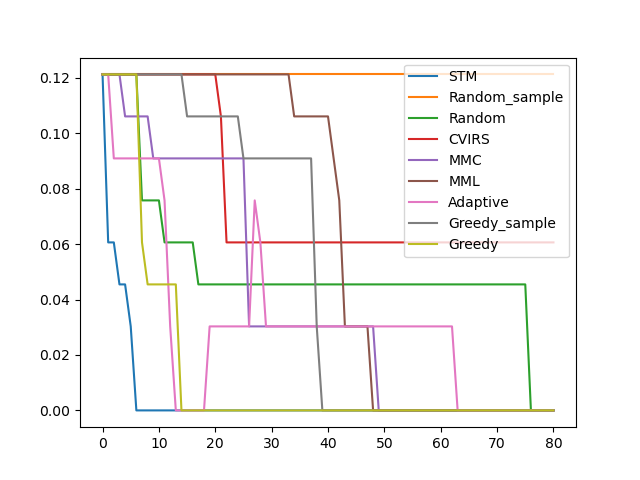 0.12
0.10
0.08
0.06
0.04
0.02
0.00
0 10 20 30 40 50 60 70 80
STM
Random_sample
Random
CVIRS
MMC
MML
Adaptive
Greedy_sample
Greedy